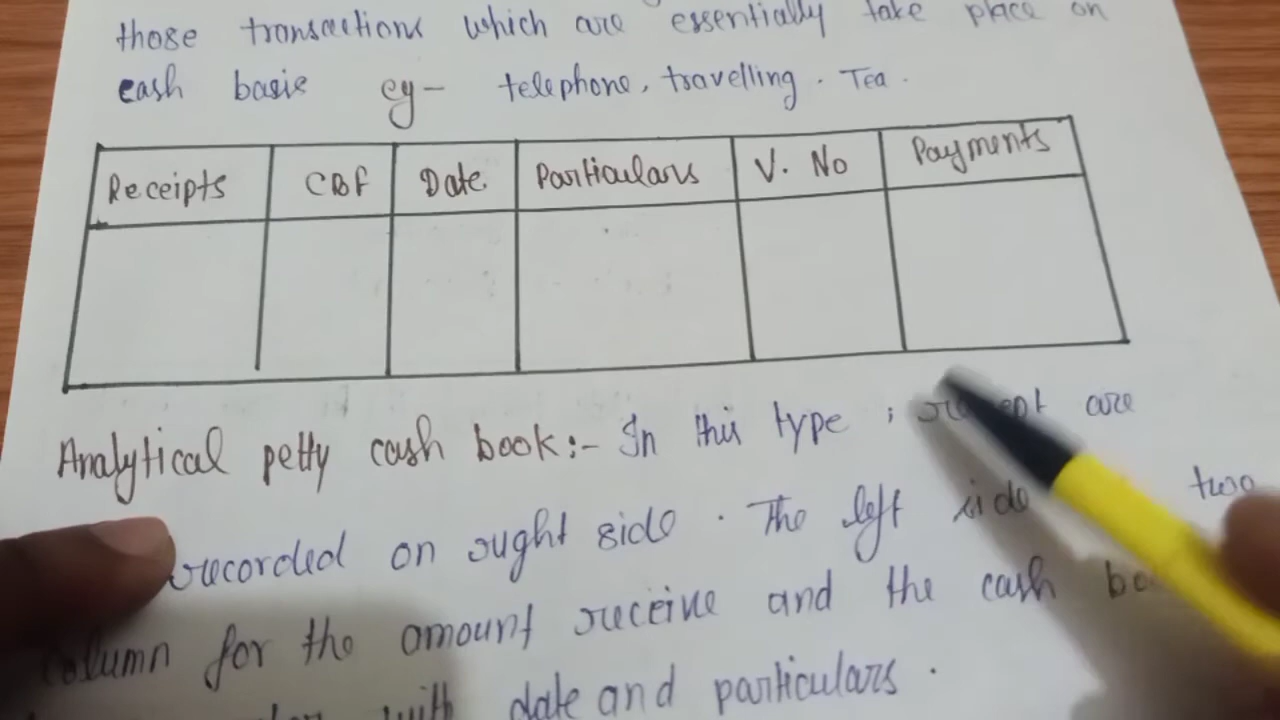 those transactions which are essentially take place on
cash basis eg- telephone, travelling. Tea.
Receipts CBF Date Particulars V. No Payments
Analytical petty cash book:- In this type, are
recorded on right side. The left side two
column for the amount receive and the cash
with date and particulars.